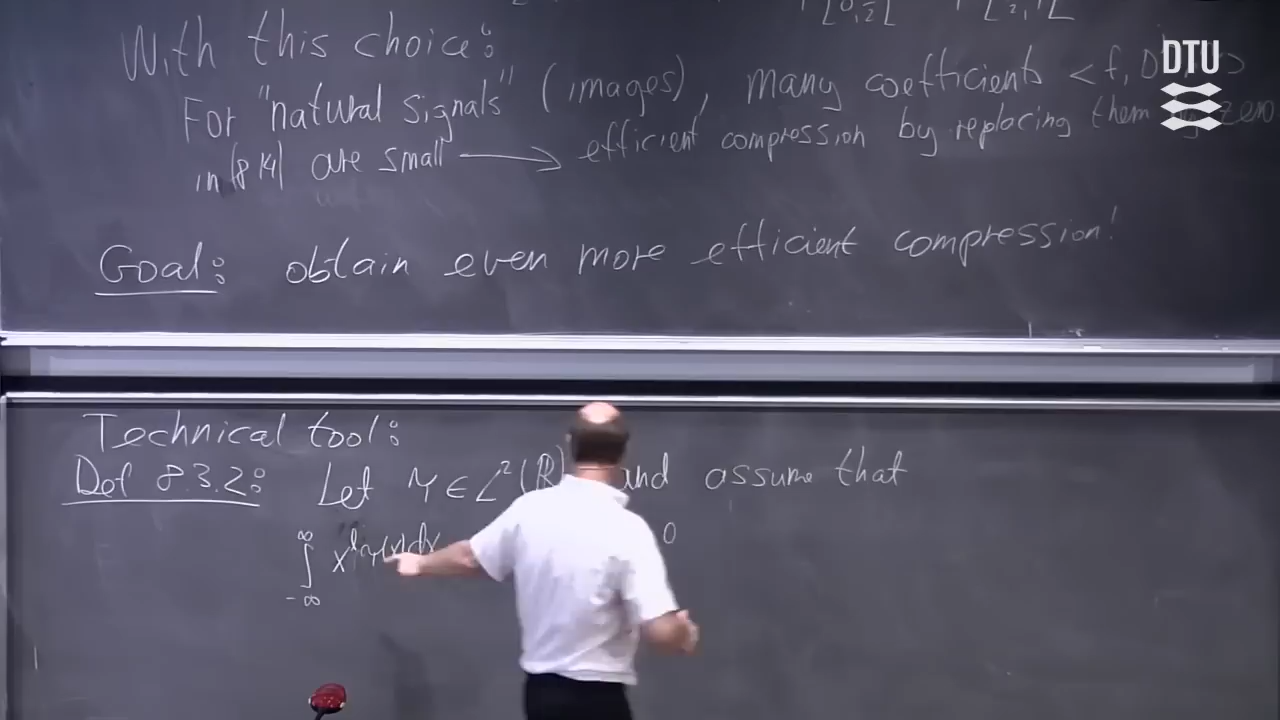 With this choice:
DTU
For "natural signals" (images), many coefficients < f, D
in (8.14) are small → efficient compression by replacing them by zero
Goal: obtain even more efficient compression!
Technical tool:
Def 8.3.2: Let ψ ∈ L²(ℝ) and assume that
∫_{-∞}^{∞} x^l ψ(x) dx 0